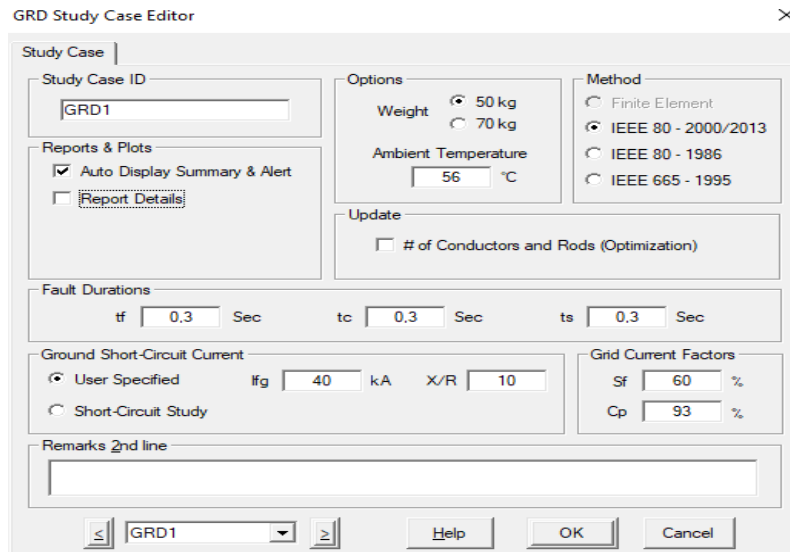 GRD Study Case Editor
Study Case
Study Case ID
GRD1
Options
Weight
50 kg
70 kg
Ambient Temperature
56 °C
Method
Finite Element
IEEE 80 - 2000/2013
IEEE 80 - 1986
IEEE 665 - 1995
Reports & Plots
Auto Display Summary & Alert
Report Details
Update
# of Conductors and Rods (Optimization)
Fault Durations
tf 0,3 Sec tc 0,3 Sec ts 0,3 Sec
Ground Short-Circuit Current
User Specified Ifg 40 kA X/R 10
Short-Circuit Study
Grid Current Factors
Sf 60 %
Cp 93 %
Remarks 2nd line
< GRD1 > Help OK Cancel